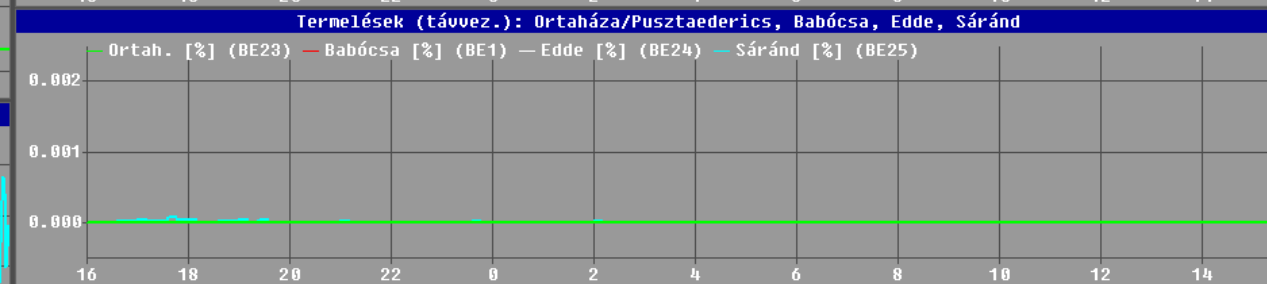 Termelések (távvez.): Ortaháza/Pusztaederics, Babócsa, Edde, Sáránd
Ortah. [%] (BE23) Babócsa [%] (BE1) Edde [%] (BE24) Sáránd [%] (BE25)
0.002
0.001
0.000
16 18 20 22 0 2 4 6 8 10 12 14